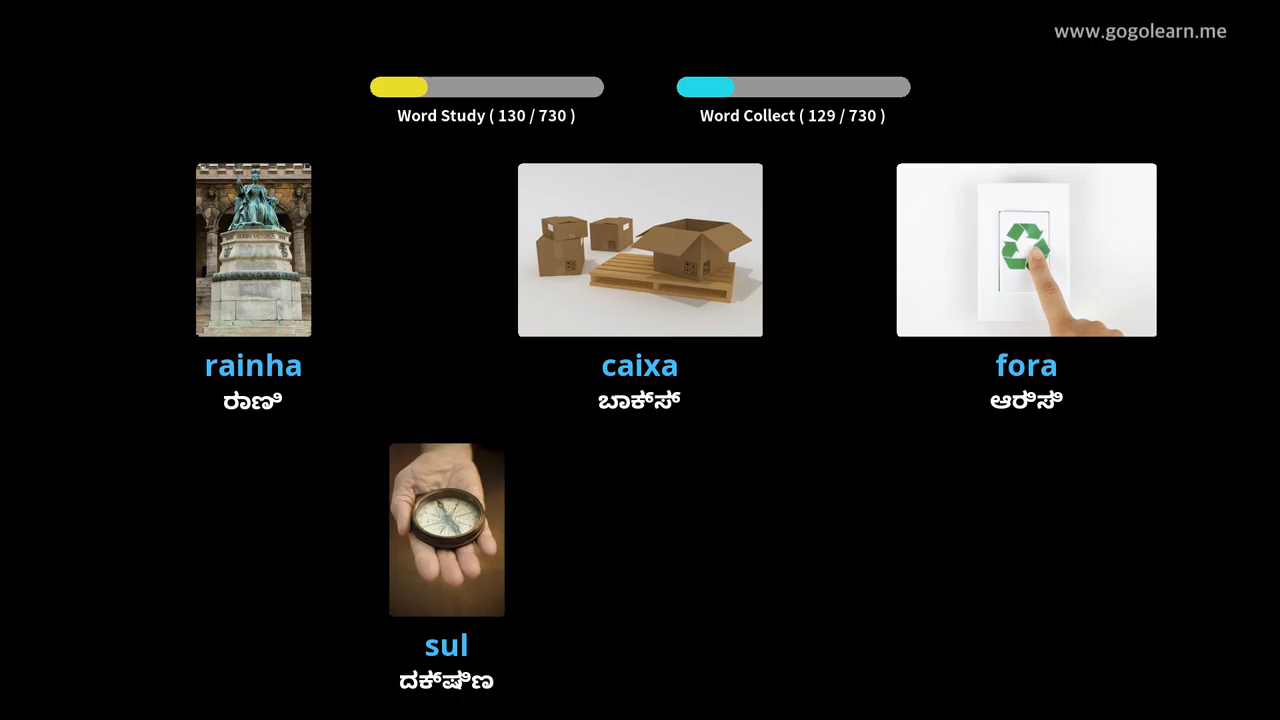 www.gogolearn.me
Word Study ( 130 / 730 )
Word Collect ( 129 / 730 )
rainha
ರಾಣಿ
caixa
ಬಾಕ್ಸ್
fora
ಆರಿಸಿ
sul
ದಕ್ಷಿಣ